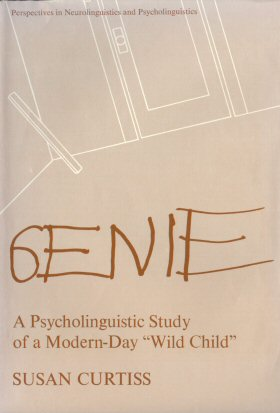 Perspectives in Neurolinguistics and Psycholinguistics
GENIE
A Psycholinguistic Study
of a Modern-Day “Wild Child”
SUSAN CURTISS